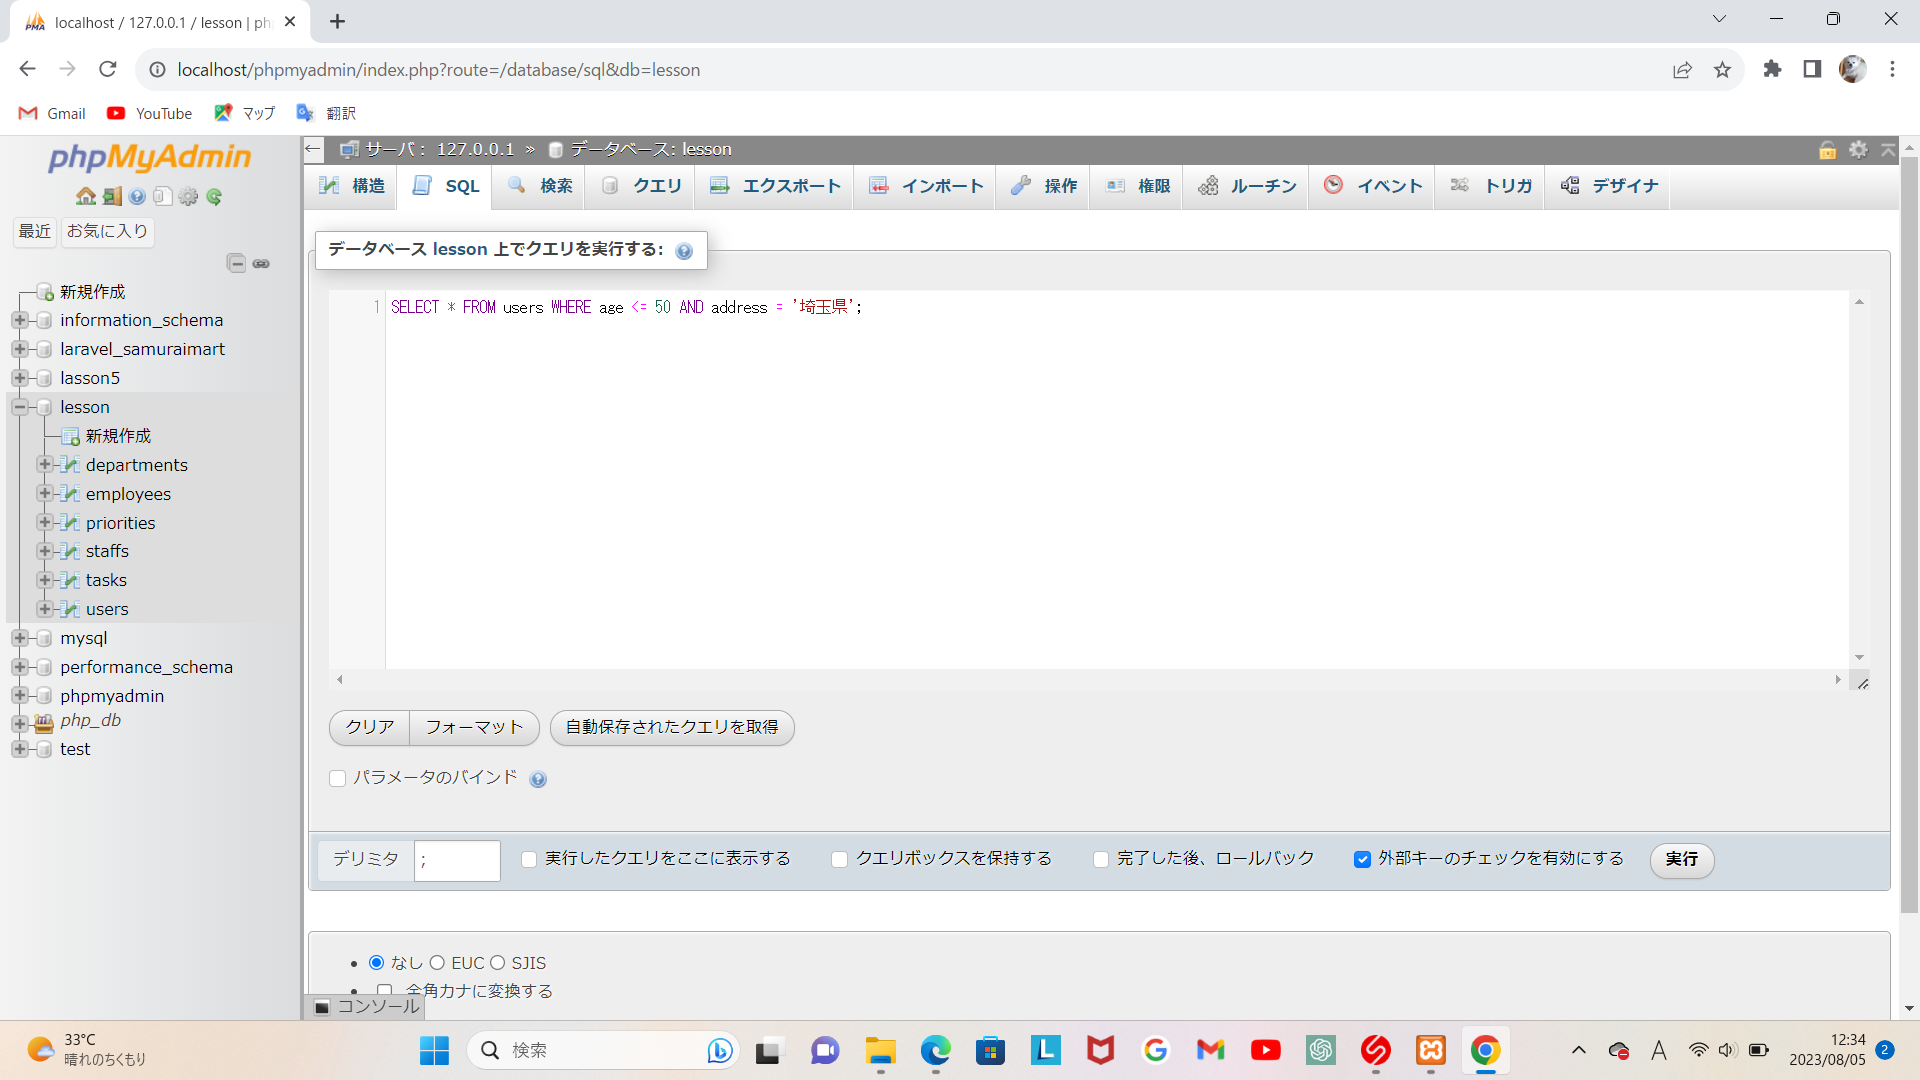 localhost / 127.0.0.1 / lesson | ph
localhost/phpmyadmin/index.php?route=/database/sql&db=lesson
Gmail YouTube マップ 翻訳
phpMyAdmin
最近 お気に入り
新規作成
information_schema
laravel_samuraimart
lasson5
lesson
新規作成
departments
employees
priorities
staffs
tasks
users
mysql
performance_schema
phpmyadmin
php_db
test
サーバ: 127.0.0.1 » データベース: lesson
構造 SQL 検索 クエリ エクスポート インポート 操作 権限 ルーチン イベント トリガ デザイナ
データベース lesson 上でクエリを実行する:
1 SELECT * FROM users WHERE age <= 50 AND address = '埼玉県';
クリア フォーマット 自動保存されたクエリを取得
パラメータのバインド
デリミタ ; 実行したクエリをここに表示する クエリボックスを保持する 完了した後、ロールバック 外部キーのチェックを有効にする 実行
なし EUC SJIS
全角カナに変換する
コンソール
33°C
晴れのちくもり
検索
A
12:34
2023/08/05
2